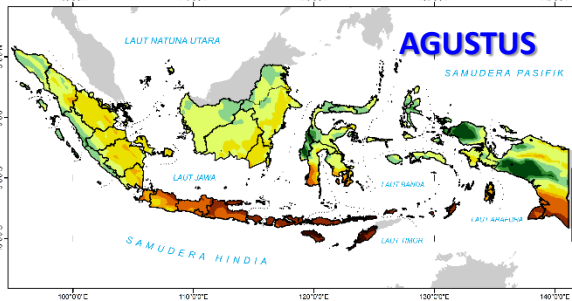 LAUT NATUNA UTARA
AGUSTUS
SAMUDERA PASIFIK
LAUT JAWA
LAUT BANDA
LAUT ARAFURA
LAUT TIMOR
SAMUDERA HINDIA
100°0'0"E
110°0'0"E
120°0'0"E
130°0'0"E
140°0'0"E